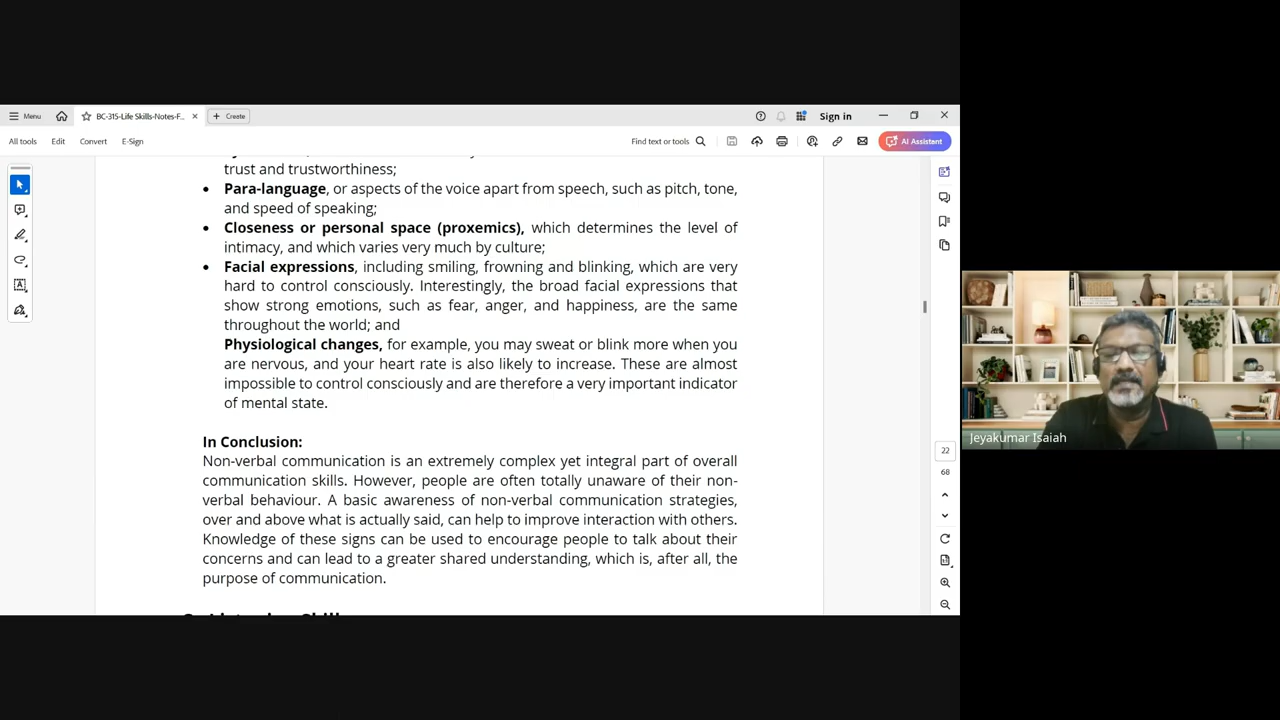 Menu
BC-315-Life Skills-Notes-F...
Create
Sign in
All tools
Edit
Convert
E-Sign
Find text or tools
AI Assistant
trust and trustworthiness;
• Para-language, or aspects of the voice apart from speech, such as pitch, tone,
and speed of speaking;
• Closeness or personal space (proxemics), which determines the level of
intimacy, and which varies very much by culture;
• Facial expressions, including smiling, frowning and blinking, which are very
hard to control consciously. Interestingly, the broad facial expressions that
show strong emotions, such as fear, anger, and happiness, are the same
throughout the world; and
Physiological changes, for example, you may sweat or blink more when you
are nervous, and your heart rate is also likely to increase. These are almost
impossible to control consciously and are therefore a very important indicator
of mental state.
In Conclusion:
Non-verbal communication is an extremely complex yet integral part of overall
communication skills. However, people are often totally unaware of their non-
verbal behaviour. A basic awareness of non-verbal communication strategies,
over and above what is actually said, can help to improve interaction with others.
Knowledge of these signs can be used to encourage people to talk about their
concerns and can lead to a greater shared understanding, which is, after all, the
purpose of communication.
22
68
Jeyakumar Isaiah